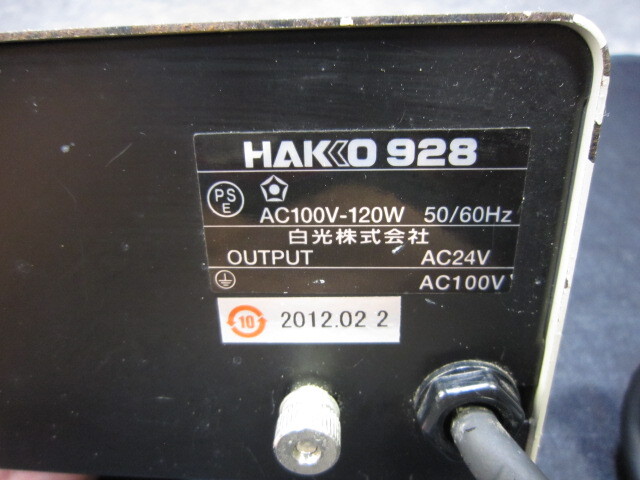 HAKKO 928
PS
E
AC100V-120W 50/60Hz
白光株式会社
OUTPUT AC24V
AC100V
10 2012.02 2